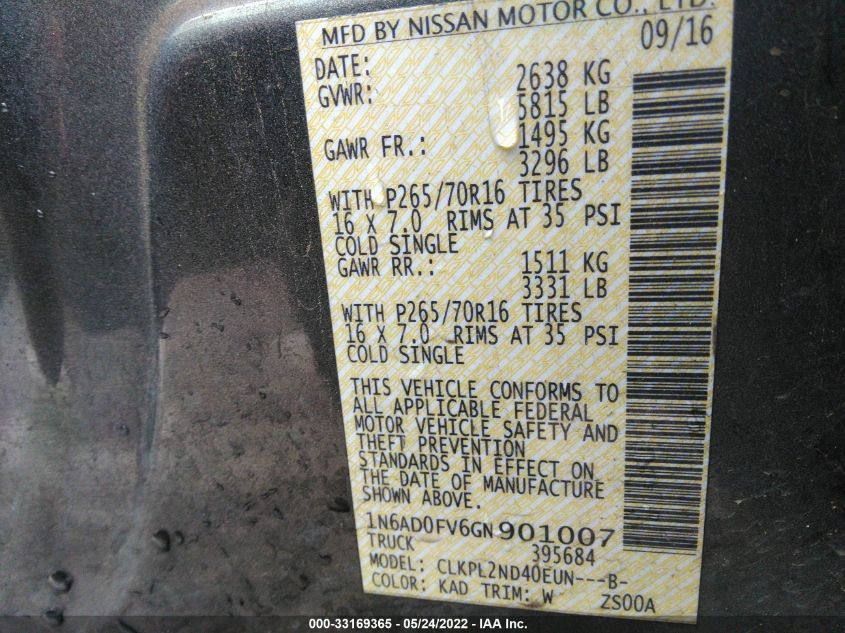 MFD BY NISSAN MOTOR CO., LTD.
DATE: 09/16
GVWR: 2638 KG
5815 LB
GAWR FR.: 1495 KG
3296 LB
WITH P265/70R16 TIRES
16 X 7.0 RIMS AT 35 PSI
COLD SINGLE
GAWR RR.: 1511 KG
3331 LB
WITH P265/70R16 TIRES
16 X 7.0 RIMS AT 35 PSI
COLD SINGLE
THIS VEHICLE CONFORMS TO
ALL APPLICABLE FEDERAL
MOTOR VEHICLE SAFETY AND
THEFT PREVENTION
STANDARDS IN EFFECT ON
THE DATE OF MANUFACTURE
SHOWN ABOVE.
1N6AD0FV6GN901007
TRUCK 395684
MODEL: CLKPL2ND40EUN---B-
COLOR: KAD TRIM: W ZS00A
000-33169365 - 05/24/2022 - IAA Inc.